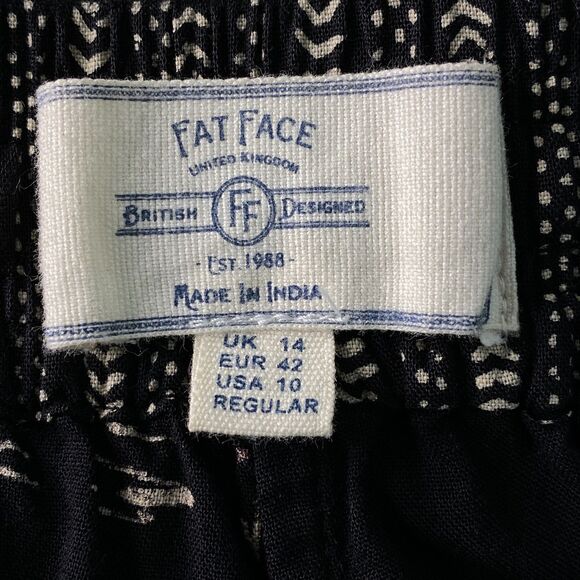 FAT FACE
UNITED KINGDOM
BRITISH FF DESIGNED
- EST. 1988 -
MADE IN INDIA
UK 14
EUR 42
USA 10
REGULAR